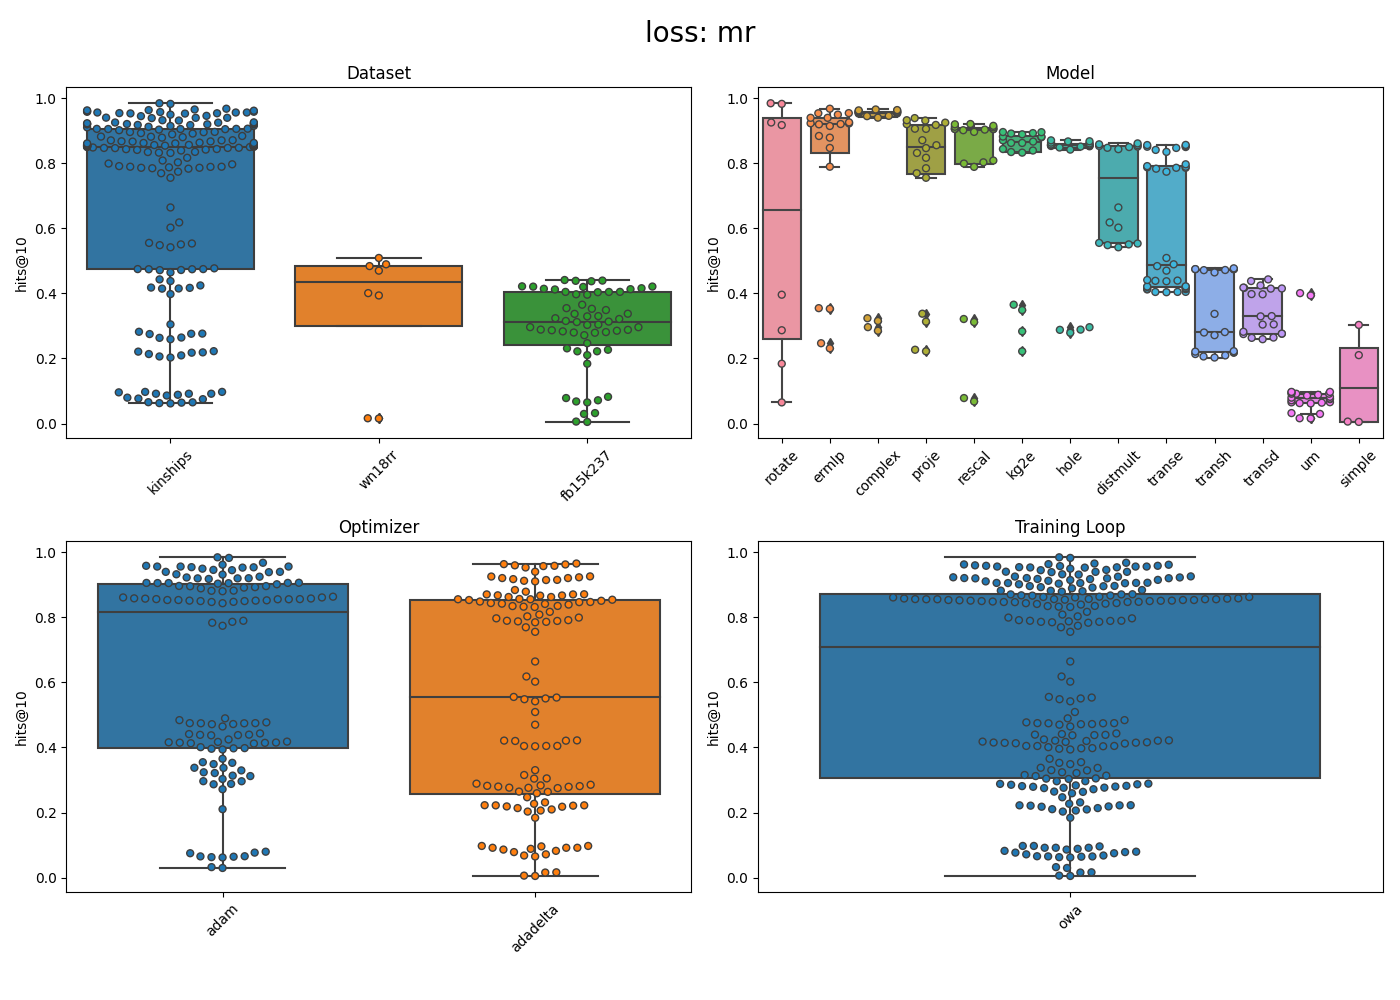 loss: mr
Dataset
hits@10
1.0
0.8
0.6
0.4
0.2
0.0
kinships
wn18rr
fb15k237
Model
hits@10
1.0
0.8
0.6
0.4
0.2
0.0
rotate
ermlp
complex
proje
rescal
kg2e
hole
distmult
transe
transh
transd
um
simple
Optimizer
hits@10
1.0
0.8
0.6
0.4
0.2
0.0
adam
adadelta
Training Loop
hits@10
1.0
0.8
0.6
0.4
0.2
0.0
owa